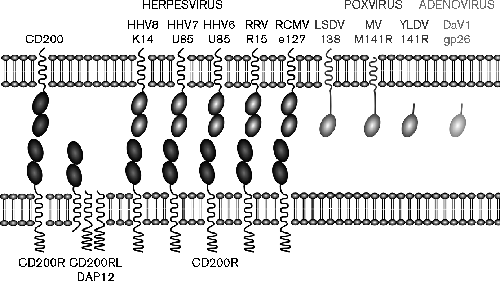 HERPESVIRUS POXVIRUS ADENOVIRUS
CD200 HHV8 HHV7 HHV6 RRV RCMV LSDV MV YLDV DaV1
K14 U85 U85 R15 e127 138 M141R 141R gp26
CD200R CD200RL CD200R
DAP12